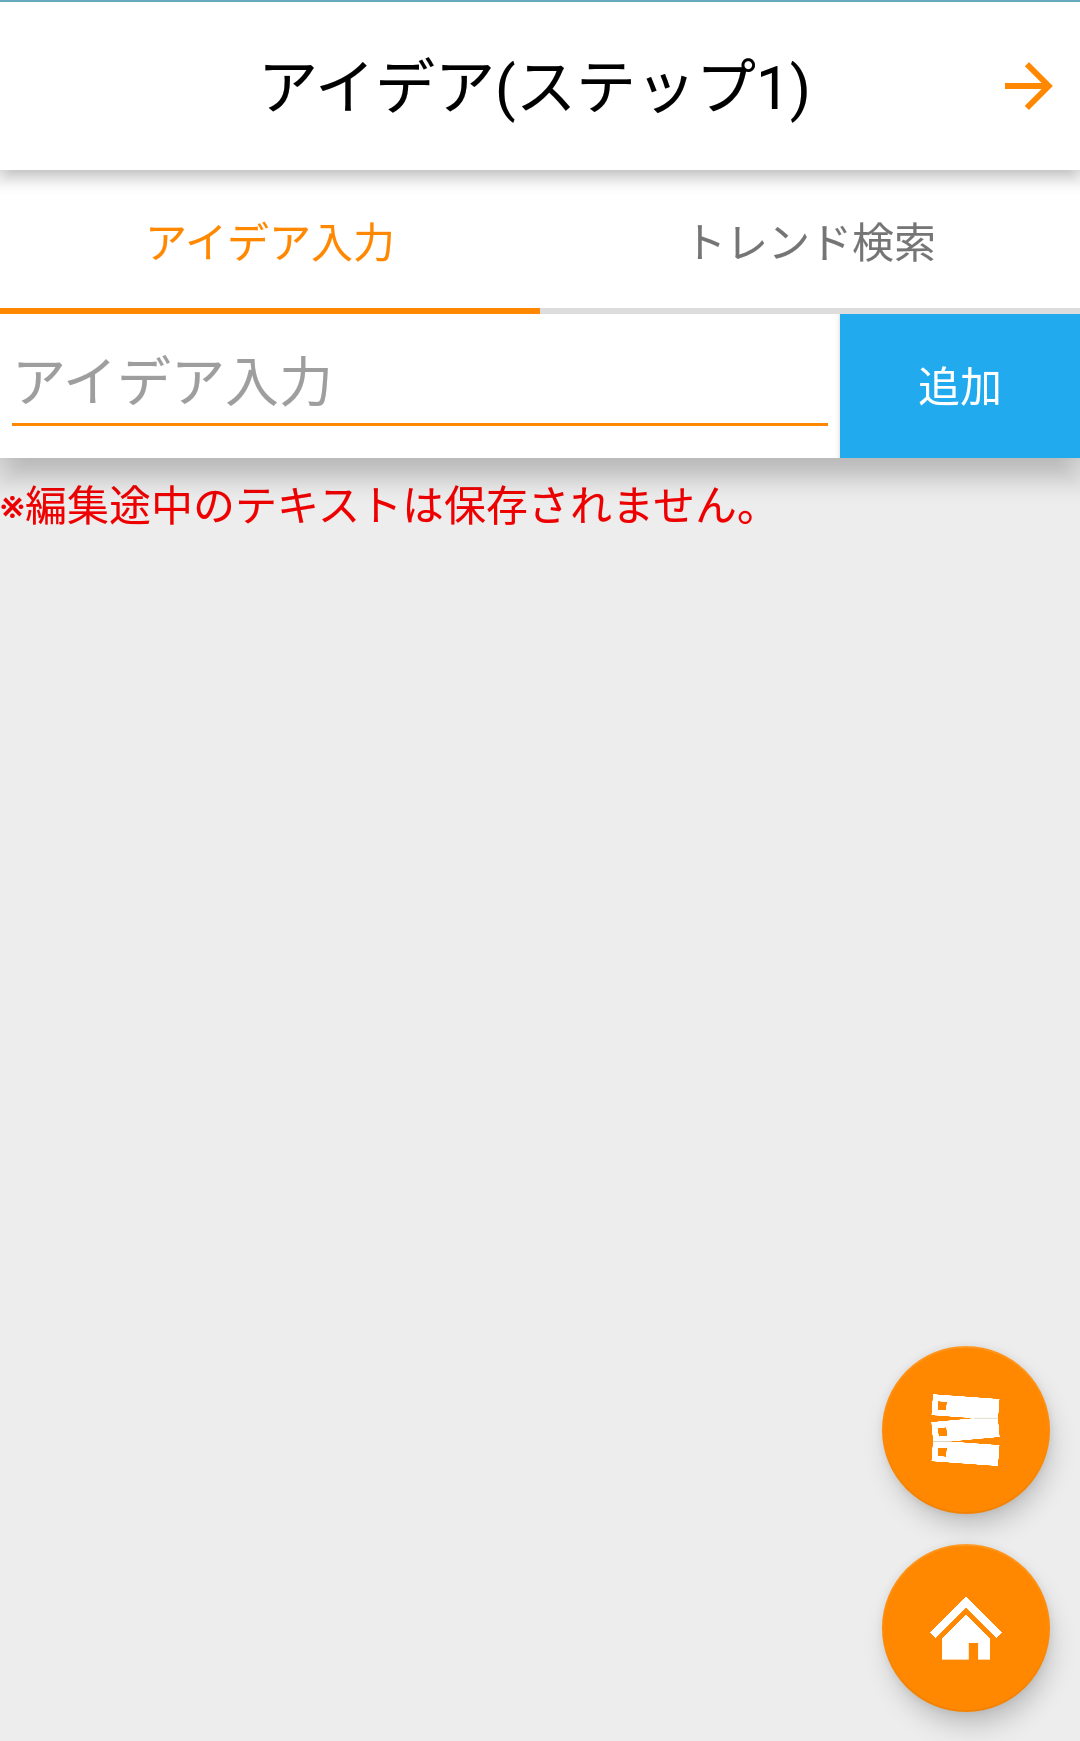 アイデア(ステップ1)
アイデア入力
トレンド検索
アイデア入力
追加
※編集途中のテキストは保存されません。